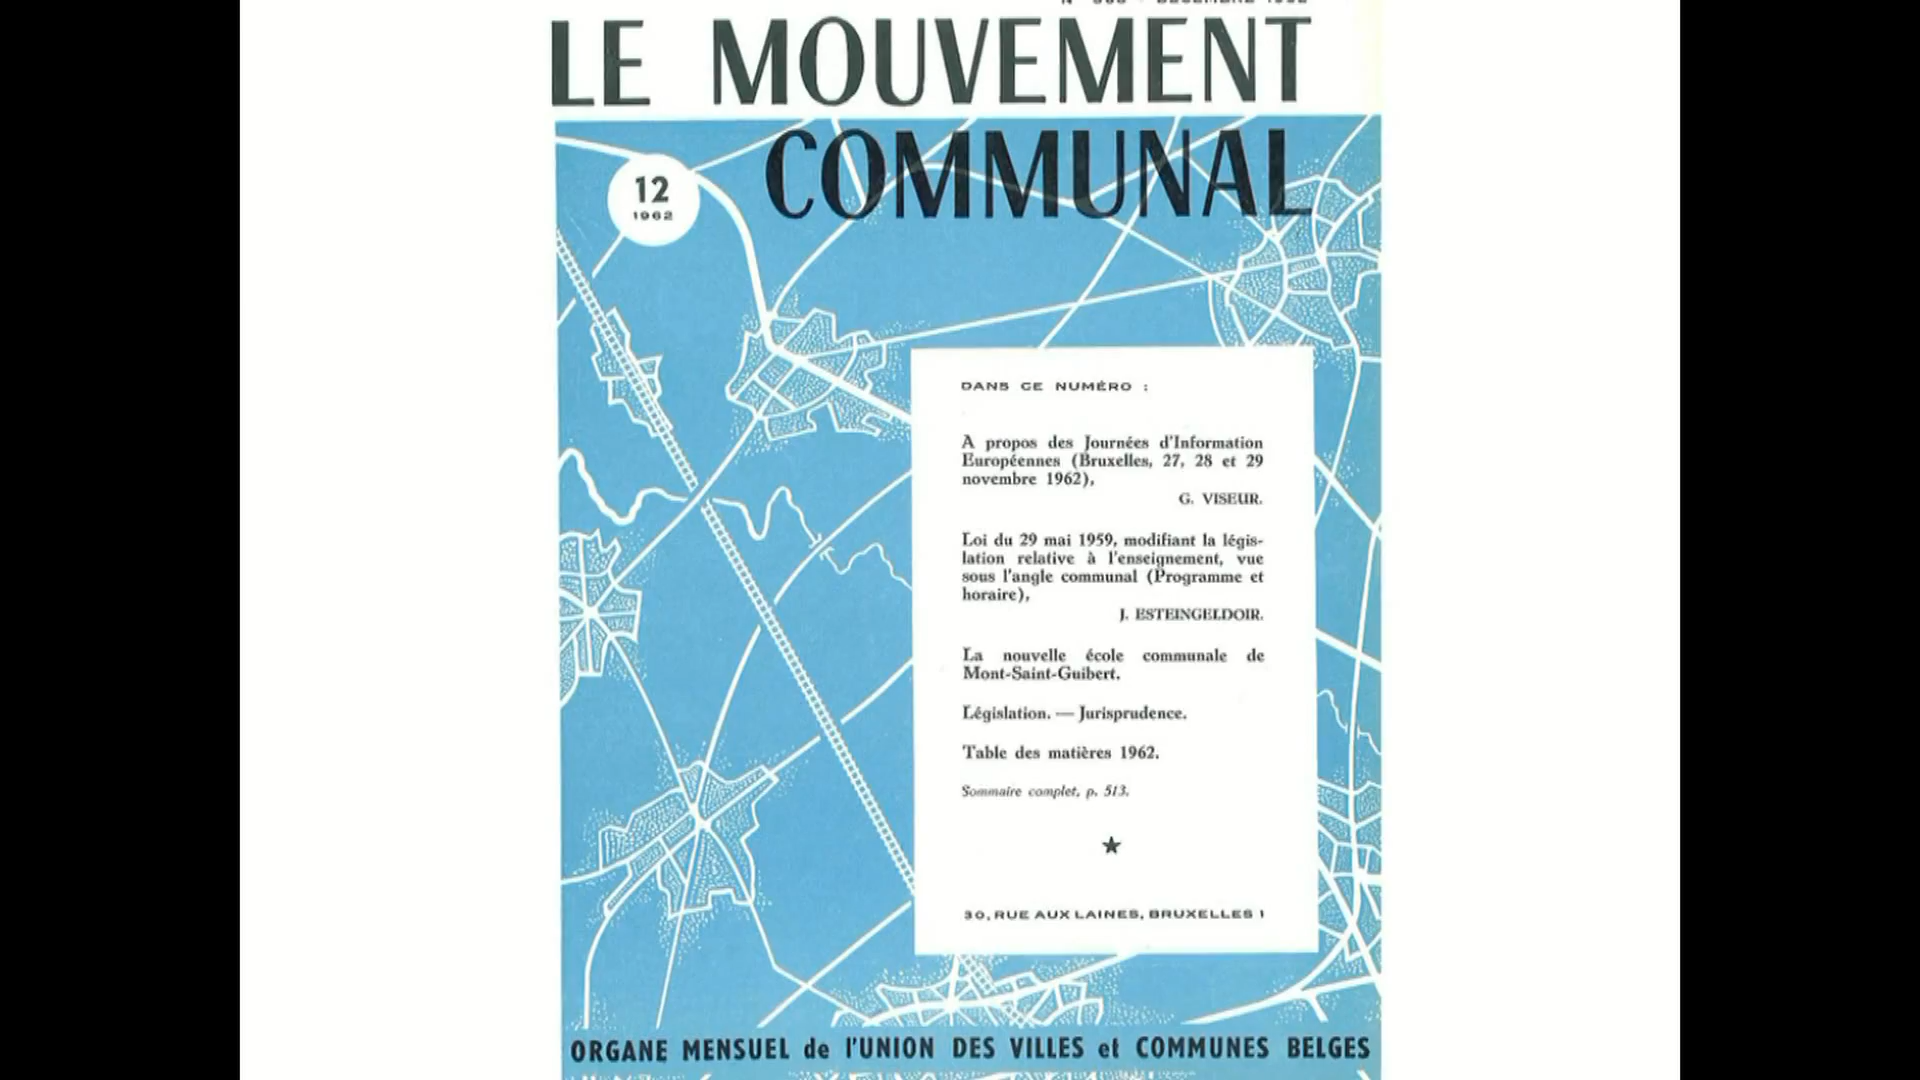 LE MOUVEMENT
COMMUNAL
12
1962
DANS CE NUMÉRO :
A propos des Journées d'Information
Européennes (Bruxelles, 27, 28 et 29
novembre 1962),
G. VISEUR.
Loi du 29 mai 1959, modifiant la légis-
lation relative à l'enseignement, vue
sous l'angle communal (Programme et
horaire),
J. ESTEINGELDOIR.
La nouvelle école communale de
Mont-Saint-Guibert.
Législation. — Jurisprudence.
Table des matières 1962.
Sommaire complet, p. 513.
30, RUE AUX LAINES, BRUXELLES 1
ORGANE MENSUEL de l'UNION DES VILLES et COMMUNES BELGES